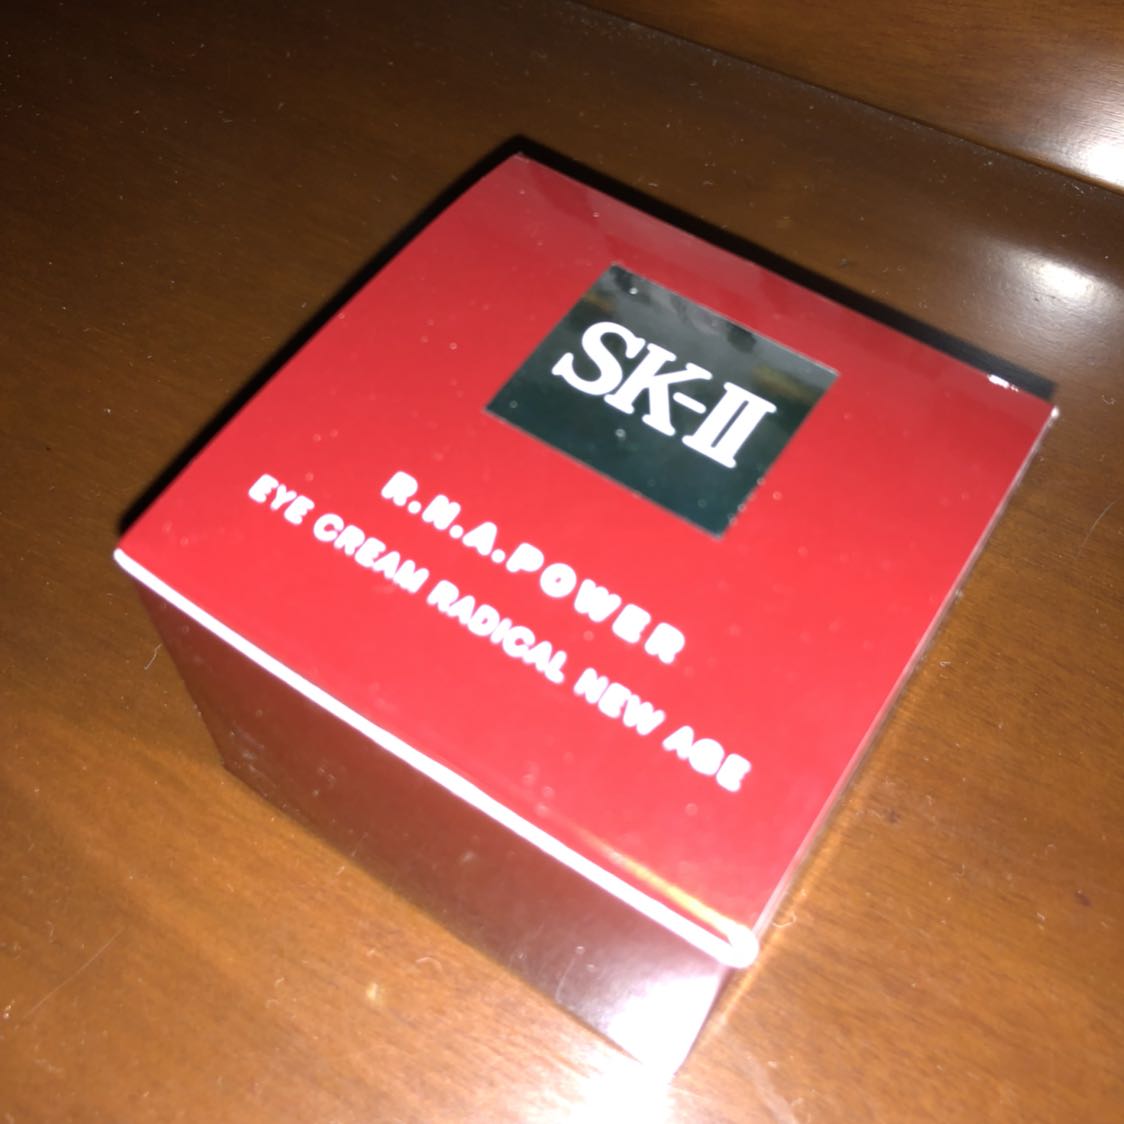 SK-II
R.N.A.POWER
EYE CREAM RADICAL NEW AGE